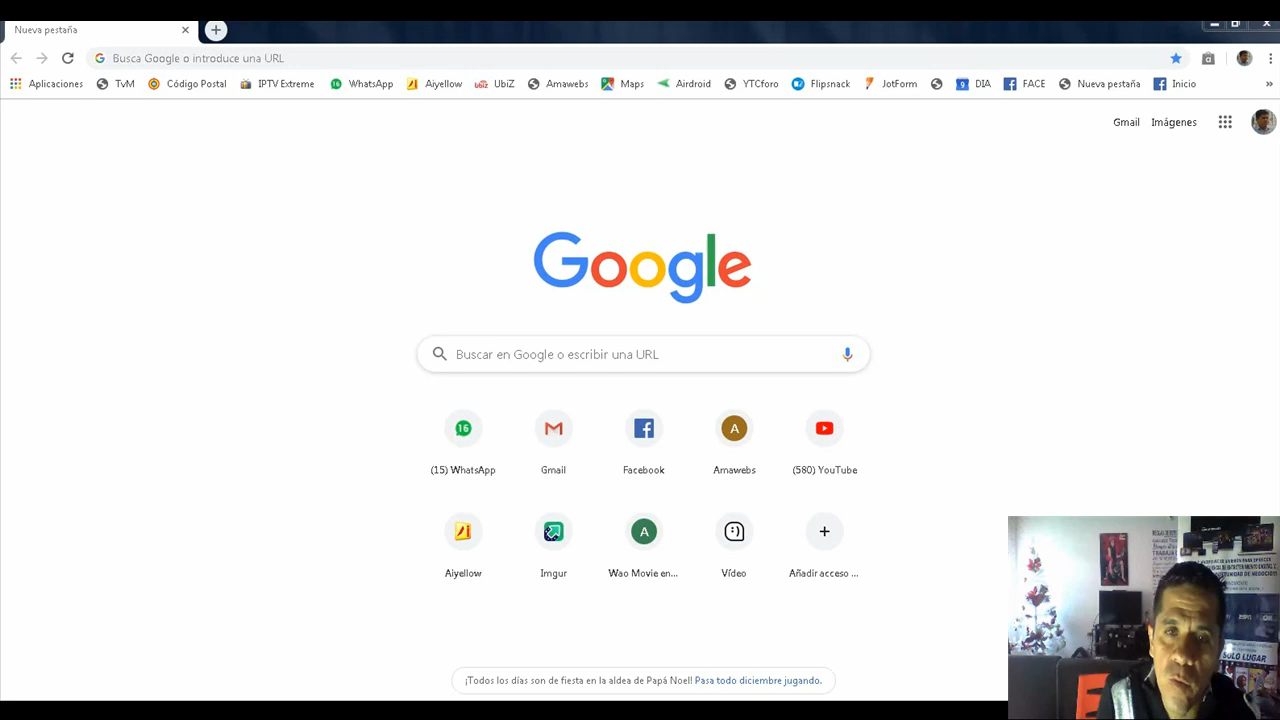 Nueva pestaña
Busca Google o introduce una URL
Aplicaciones TvM Código Postal IPTV Extreme 16 WhatsApp Aiyellow UbiZ Amawebs Maps Airdroid YTCforo Flipsnack JotForm 9 DIA FACE Nueva pestaña Inicio »
Gmail Imágenes
Google
Buscar en Google o escribir una URL
16 A
(15) WhatsApp Gmail Facebook Amawebs (580) YouTube
A
Aiyellow Imgur Wao Movie en... Vídeo Añadir acceso ...
¡Todos los días son de fiesta en la aldea de Papá Noel! Pasa todo diciembre jugando.
SOLO LUGAR